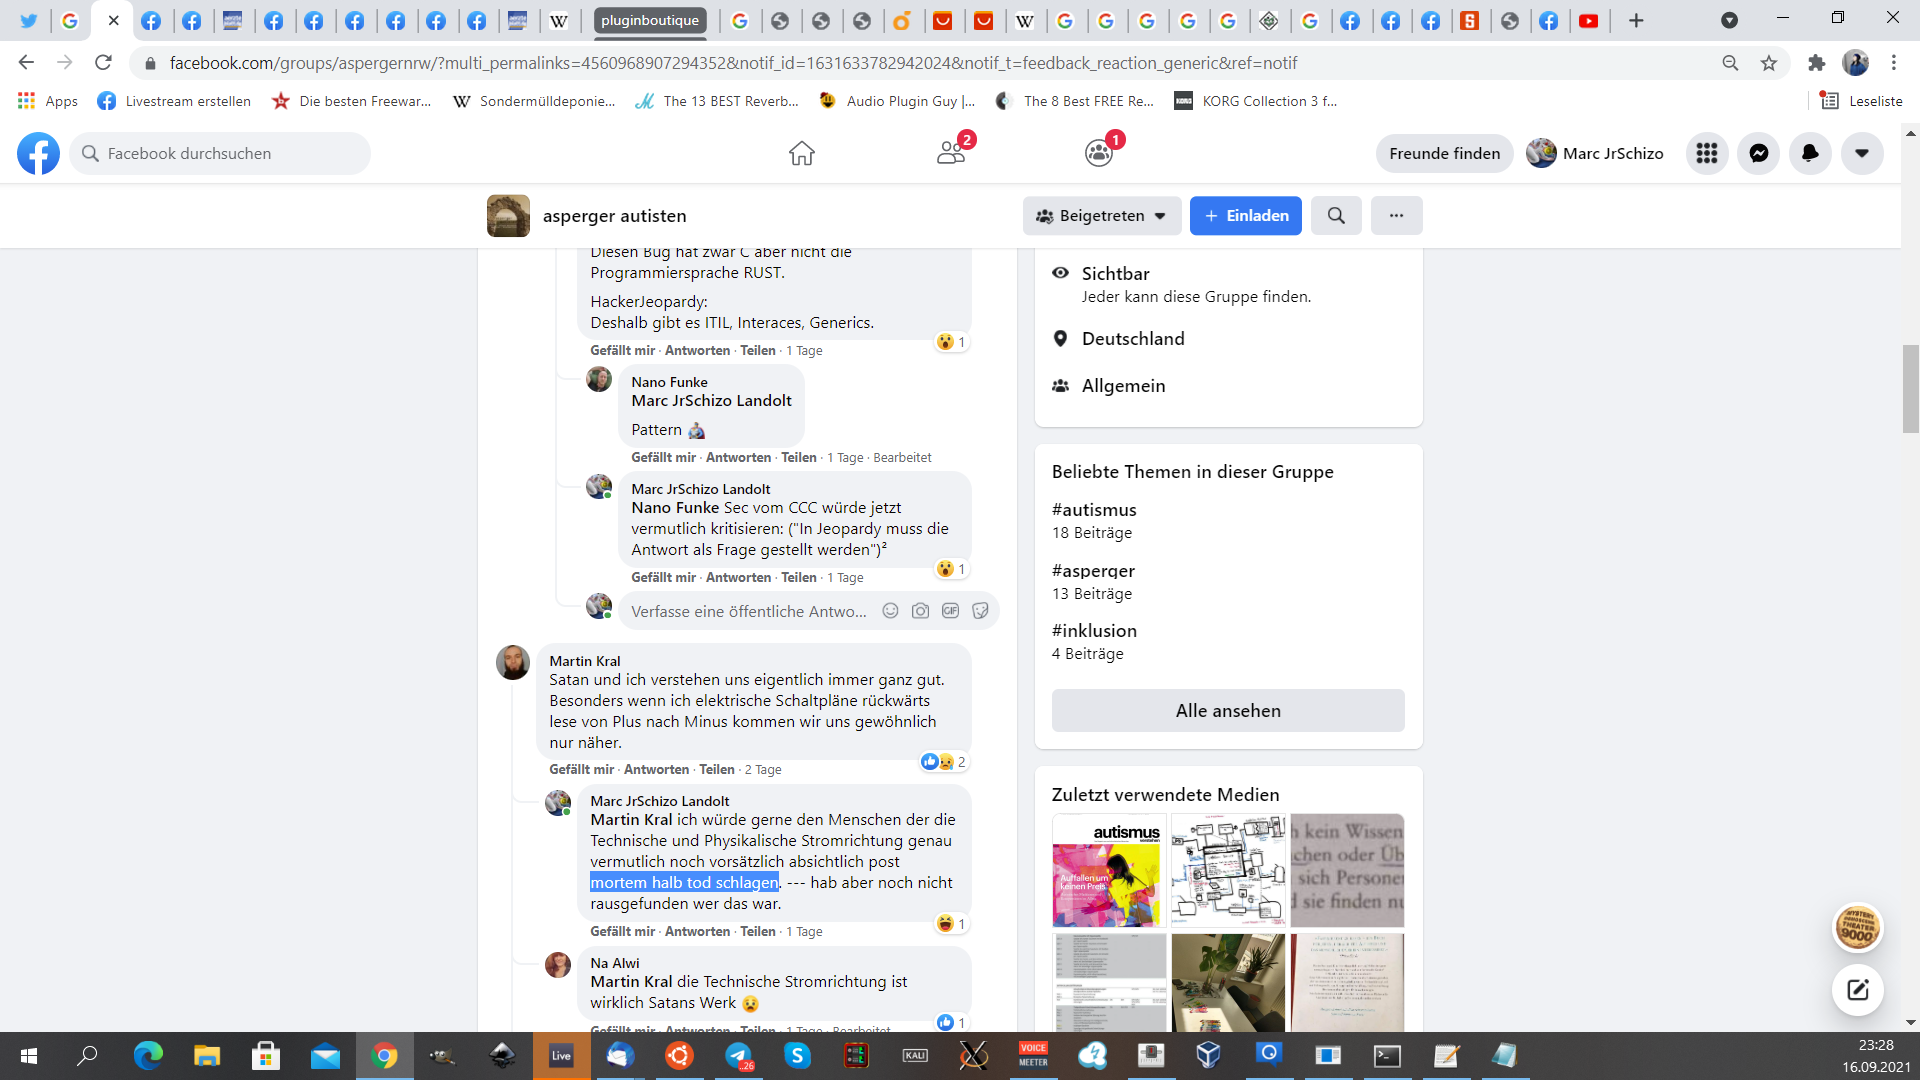 pluginboutique
facebook.com/groups/aspergernrw/?multi_permalinks=4560968907294352&notif_id=1631633782942024&notif_t=feedback_reaction_generic&ref=notif
Apps
Livestream erstellen
Die besten Freewar...
Sondermülldeponie...
The 13 BEST Reverb...
Audio Plugin Guy |...
The 8 Best FREE Re...
KORG Collection 3 f...
Leseliste
Facebook durchsuchen
2
1
Freunde finden
Marc JrSchizo
asperger autisten
Beigetreten
+ Einladen
Diesen Bug hat zwar C aber nicht die
Programmiersprache RUST.
HackerJeopardy:
Deshalb gibt es ITIL, Interaces, Generics.
1
Gefällt mir · Antworten · Teilen · 1 Tage
Nano Funke
Marc JrSchizo Landolt
Pattern
Gefällt mir · Antworten · Teilen · 1 Tage · Bearbeitet
Marc JrSchizo Landolt
Nano Funke Sec vom CCC würde jetzt
vermutlich kritisieren: ("In Jeopardy muss die
Antwort als Frage gestellt werden")²
1
Gefällt mir · Antworten · Teilen · 1 Tage
Verfasse eine öffentliche Antwo...
GIF
Martin Kral
Satan und ich verstehen uns eigentlich immer ganz gut.
Besonders wenn ich elektrische Schaltpläne rückwärts
lese von Plus nach Minus kommen wir uns gewöhnlich
nur näher.
2
Gefällt mir · Antworten · Teilen · 2 Tage
Marc JrSchizo Landolt
Martin Kral ich würde gerne den Menschen der die
Technische und Physikalische Stromrichtung genau
vermutlich noch vorsätzlich absichtlich post
mortem halb tod schlagen. --- hab aber noch nicht
rausgefunden wer das war.
1
Gefällt mir · Antworten · Teilen · 1 Tage
Na Alwi
Martin Kral die Technische Stromrichtung ist
wirklich Satans Werk
1
Gefällt mir · Antworten · Teilen · 1 Tage · Bearbeitet
Sichtbar
Jeder kann diese Gruppe finden.
Deutschland
Allgemein
Beliebte Themen in dieser Gruppe
#autismus
18 Beiträge
#asperger
13 Beiträge
#inklusion
4 Beiträge
Alle ansehen
Zuletzt verwendete Medien
autismus
verstehen
Auffallen um
keinen Preis
h kein Wissen
chen oder Üb
sich Personen
d sie finden nu
MYSTERY
THEATER
9000
Live
26
KALI
VOICE
MEETER
23:28
16.09.2021